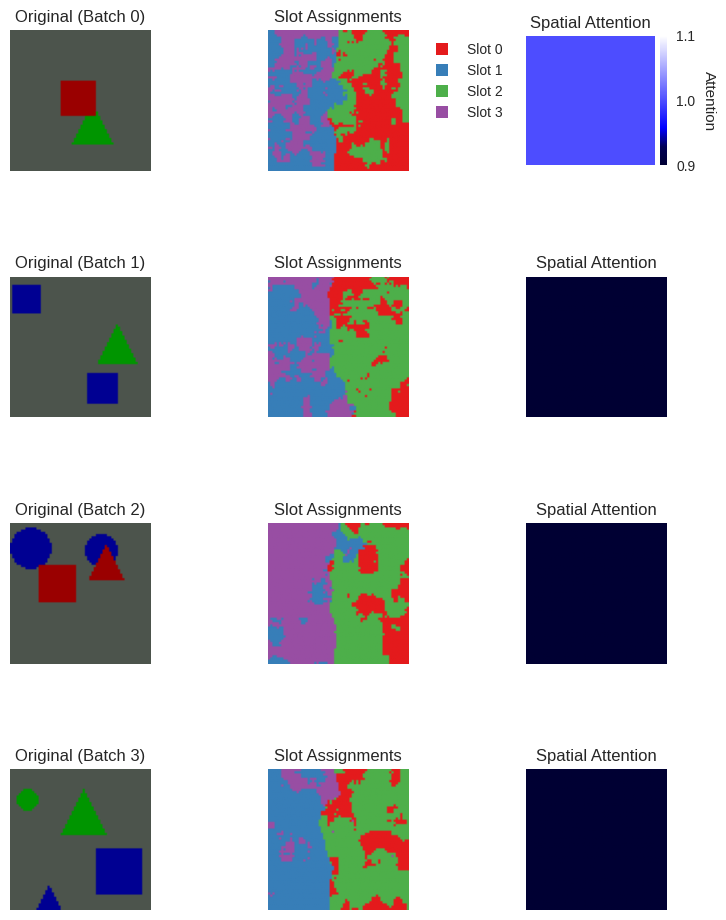 Original (Batch 0)
Slot Assignments
Slot 0
Slot 1
Slot 2
Slot 3
Spatial Attention
1.1
1.0
0.9
Attention
Original (Batch 1)
Slot Assignments
Spatial Attention
Original (Batch 2)
Slot Assignments
Spatial Attention
Original (Batch 3)
Slot Assignments
Spatial Attention